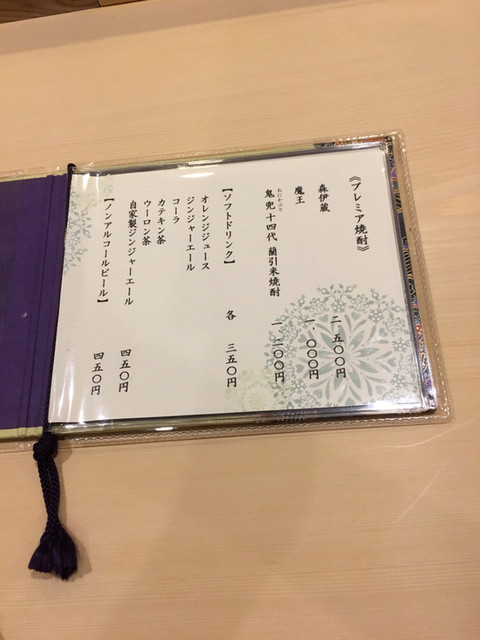 《プレミア焼酎》
森伊蔵 二、五〇〇円
魔王 一、〇〇〇円
鬼兜十四代 蘭引米焼酎 一、二〇〇円
おにかぶと
【ソフトドリンク】 各 三五〇円
オレンジジュース
ジンジャーエール
コーラ
カテキン茶
ウーロン茶
自家製ジンジャーエール 四五〇円
【ノンアルコールビール】 四五〇円